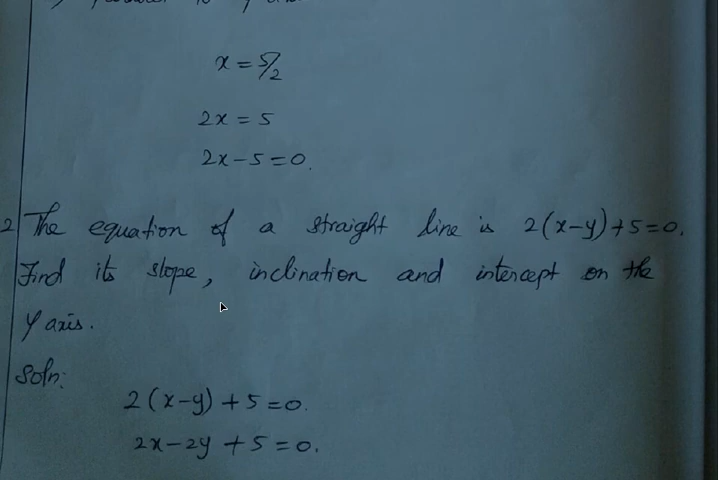 x = 5/2
2x = 5
2x-5=0.
2 The equation of a straight line is 2(x-y)+5=0.
Find its slope, inclination and intercept on the
y axis.
Soln:
2(x-y)+5=0.
2x-2y+5=0.